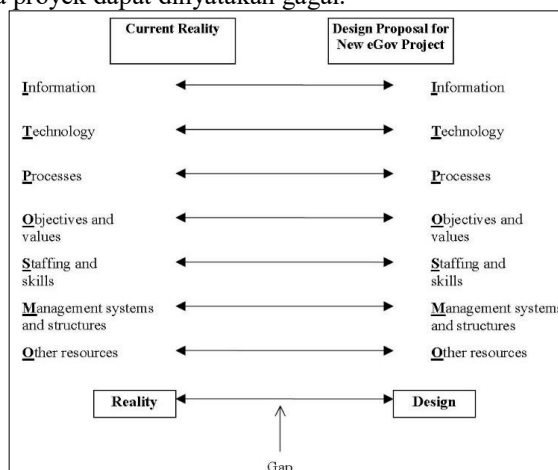 proyek dapat dinyatakan gagal.
Current Reality
Design Proposal for
New eGov Project
Information Information
Technology Technology
Processes Processes
Objectives and Objectives and
values values
Staffing and Staffing and
skills skills
Management systems Management systems
and structures and structures
Other resources Other resources
Reality Design
Gap